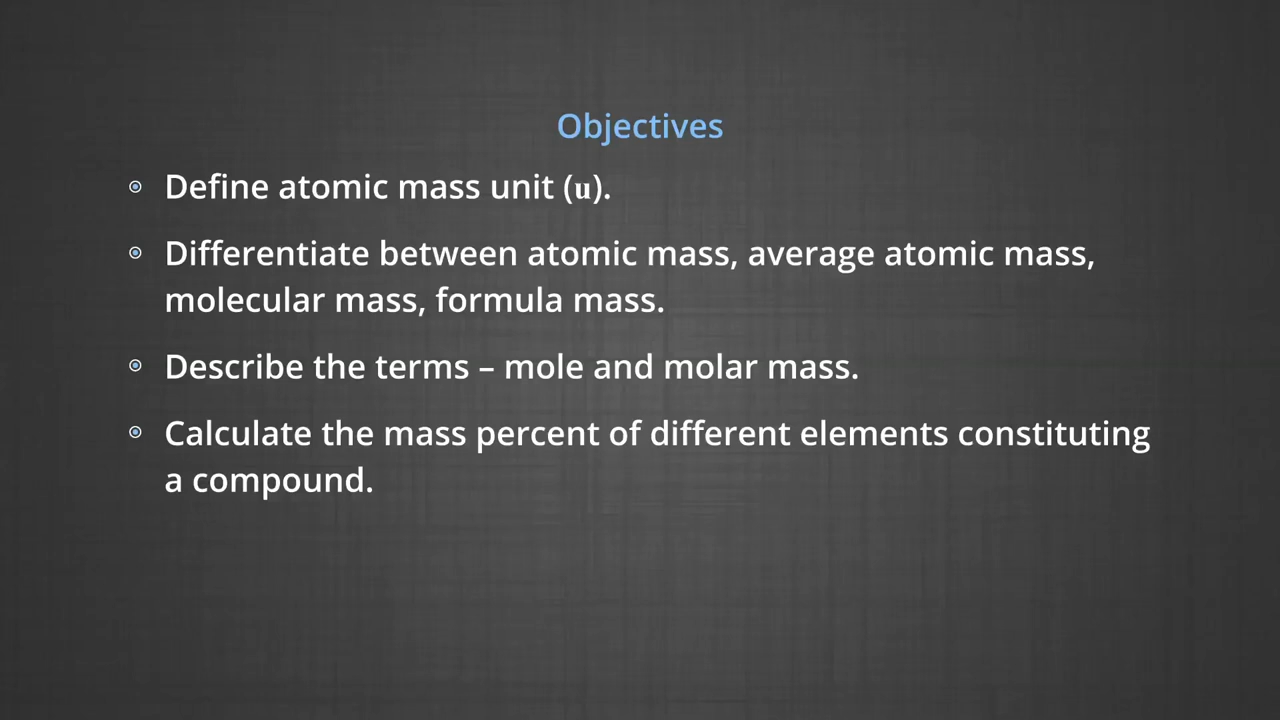 Objectives
Define atomic mass unit (u).
Differentiate between atomic mass, average atomic mass,
molecular mass, formula mass.
Describe the terms – mole and molar mass.
Calculate the mass percent of different elements constituting
a compound.